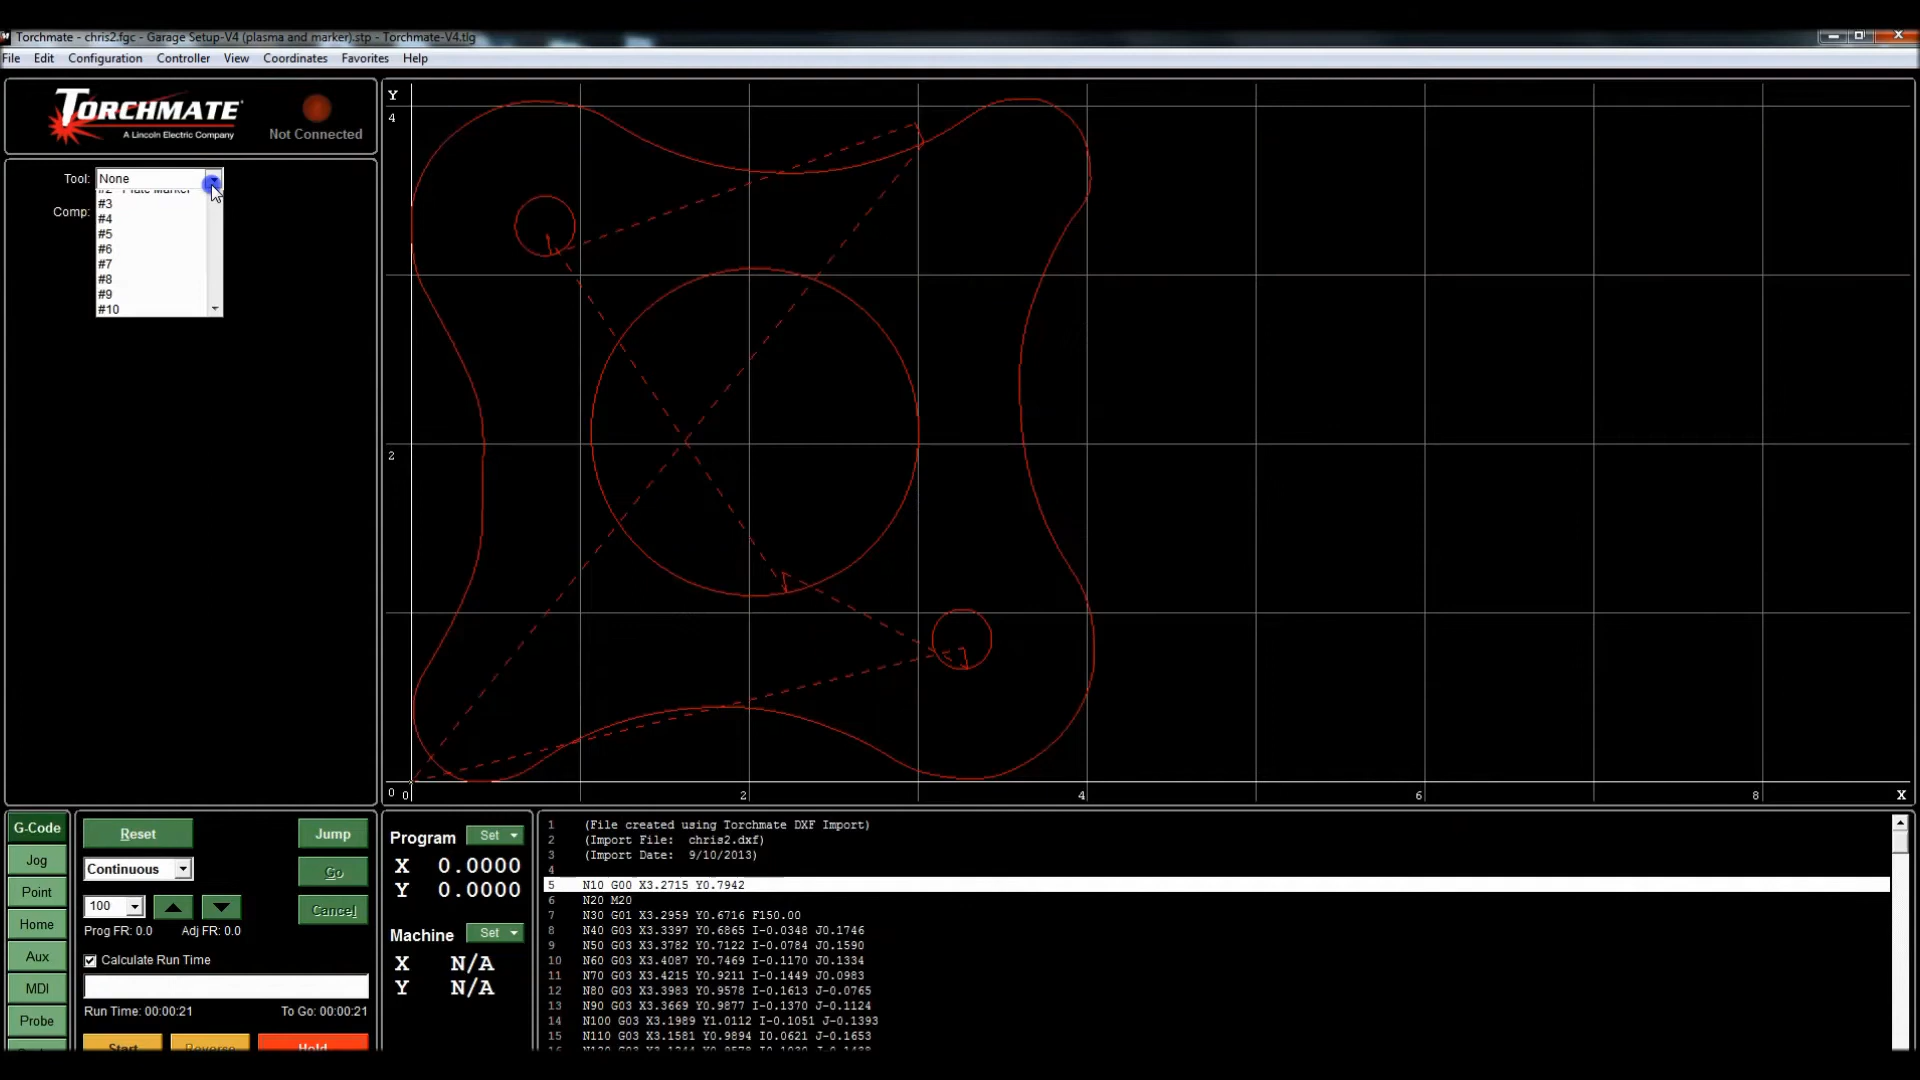 Torchmate - chris2.fgc - Garage Setup-V4 (plasma and marker).stp - Torchmate-V4.tlg
File Edit Configuration Controller View Coordinates Favorites Help
TORCHMATE
A Lincoln Electric Company
Not Connected
Tool: None
#2 - Plate Marker
#3
Comp:
#4
#5
#6
#7
#8
#9
#10
Y
4
2
0
0 2 4 6 8 X
G-Code
Jog
Point
Home
Aux
MDI
Probe
Reset
Jump
Continuous
Go
100
Cancel
Prog FR: 0.0 Adj FR: 0.0
Calculate Run Time
Run Time: 00:00:21 To Go: 00:00:21
Start Reverse Hold
Program Set
X 0.0000
Y 0.0000
Machine Set
X N/A
Y N/A
1 (File created using Torchmate DXF Import)
2 (Import File: chris2.dxf)
3 (Import Date: 9/10/2013)
4
5 N10 G00 X3.2715 Y0.7942
6 N20 M20
7 N30 G01 X3.2959 Y0.6716 F150.00
8 N40 G03 X3.3397 Y0.6865 I-0.0348 J0.1746
9 N50 G03 X3.3782 Y0.7122 I-0.0784 J0.1590
10 N60 G03 X3.4087 Y0.7469 I-0.1170 J0.1334
11 N70 G03 X3.4215 Y0.9211 I-0.1449 J0.0983
12 N80 G03 X3.3983 Y0.9578 I-0.1613 J-0.0765
13 N90 G03 X3.3669 Y0.9877 I-0.1370 J-0.1124
14 N100 G03 X3.1989 Y1.0112 I-0.1051 J-0.1393
15 N110 G03 X3.1581 Y0.9894 I0.0621 J-0.1653